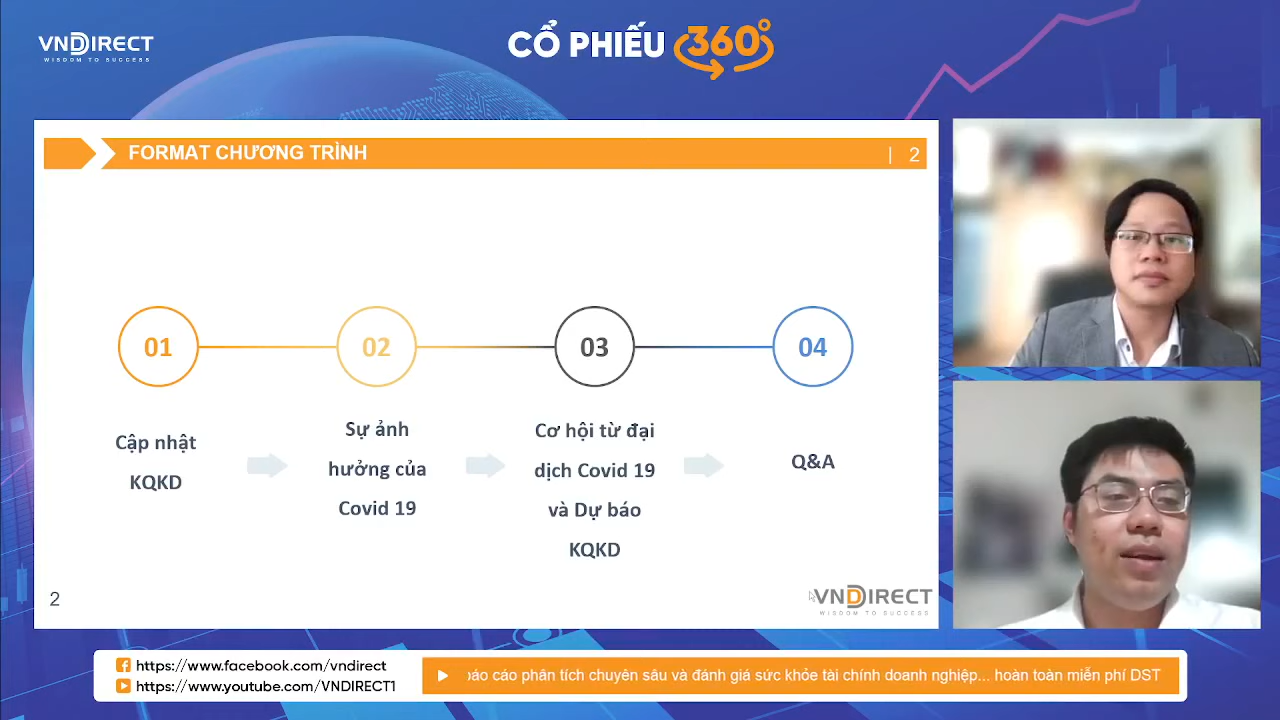 VNDIRECT
WISDOM TO SUCCESS
CỔ PHIẾU 360°
FORMAT CHƯƠNG TRÌNH
| 2
01
02
03
04
Cập nhật
KQKD
Sự ảnh
hưởng của
Covid 19
Cơ hội từ đại
dịch Covid 19
và Dự báo
KQKD
Q&A
2
VNDIRECT
WISDOM TO SUCCESS
https://www.facebook.com/vndirect
https://www.youtube.com/VNDIRECT1
báo cáo phân tích chuyên sâu và đánh giá sức khỏe tài chính doanh nghiệp... hoàn toàn miễn phí DST